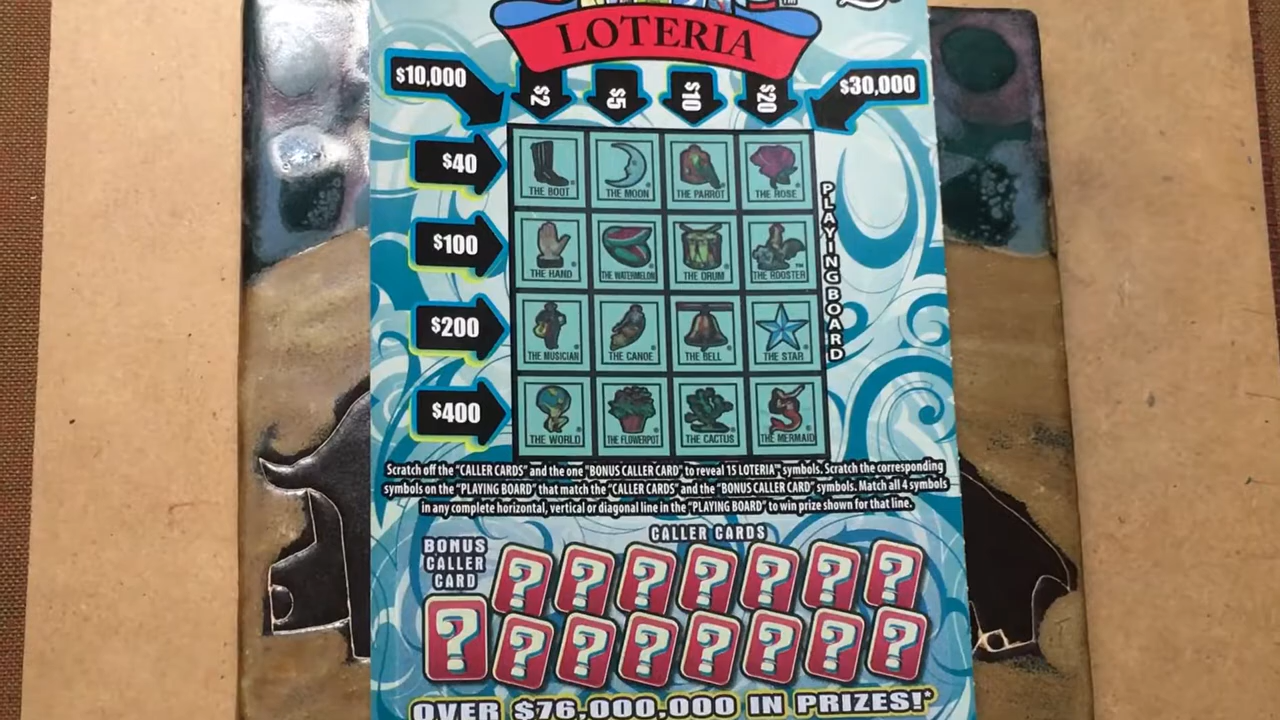 LOTERIA
$10,000
$2
$5
$10
$20
$30,000
$40
THE BOOT
THE MOON
THE PARROT
THE ROSE
$100
THE HAND
THE WATERMELON
THE DRUM
THE ROOSTER
PLAYING BOARD
$200
THE MUSICIAN
THE CANOE
THE BELL
THE STAR
$400
THE WORLD
THE FLOWERPOT
THE CACTUS
THE MERMAID
Scratch off the "CALLER CARDS" and the one "BONUS CALLER CARD" to reveal 15 LOTERIA™ symbols. Scratch the corresponding
symbols on the "PLAYING BOARD" that match the "CALLER CARDS" and the "BONUS CALLER CARD" symbols. Match all 4 symbols
in any complete horizontal, vertical or diagonal line in the "PLAYING BOARD" to win prize shown for that line.
CALLER CARDS
BONUS
CALLER
CARD
? ? ? ? ? ? ?
?
? ? ? ? ? ? ?
OVER $76,000,000 IN PRIZES!*